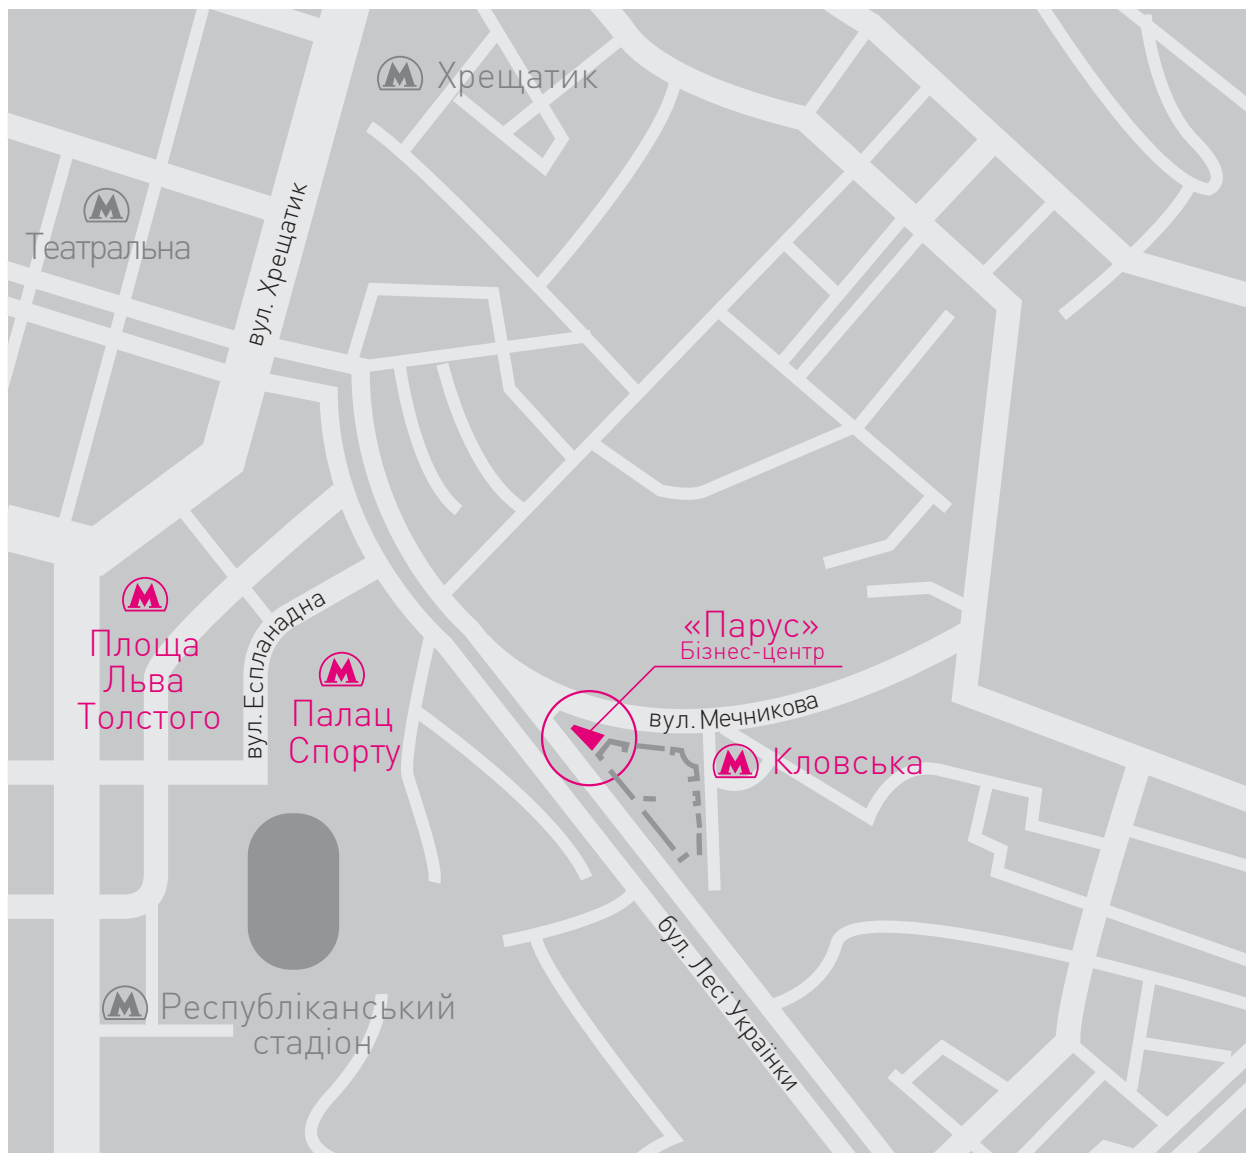 Хрещатик
Театральна
вул. Хрещатик
Площа
Льва
Толстого
вул. Еспланадна
Палац
Спорту
«Парус»
Бізнес-центр
вул. Мечникова
Кловська
бул. Лесі Українки
Республіканський
стадіон